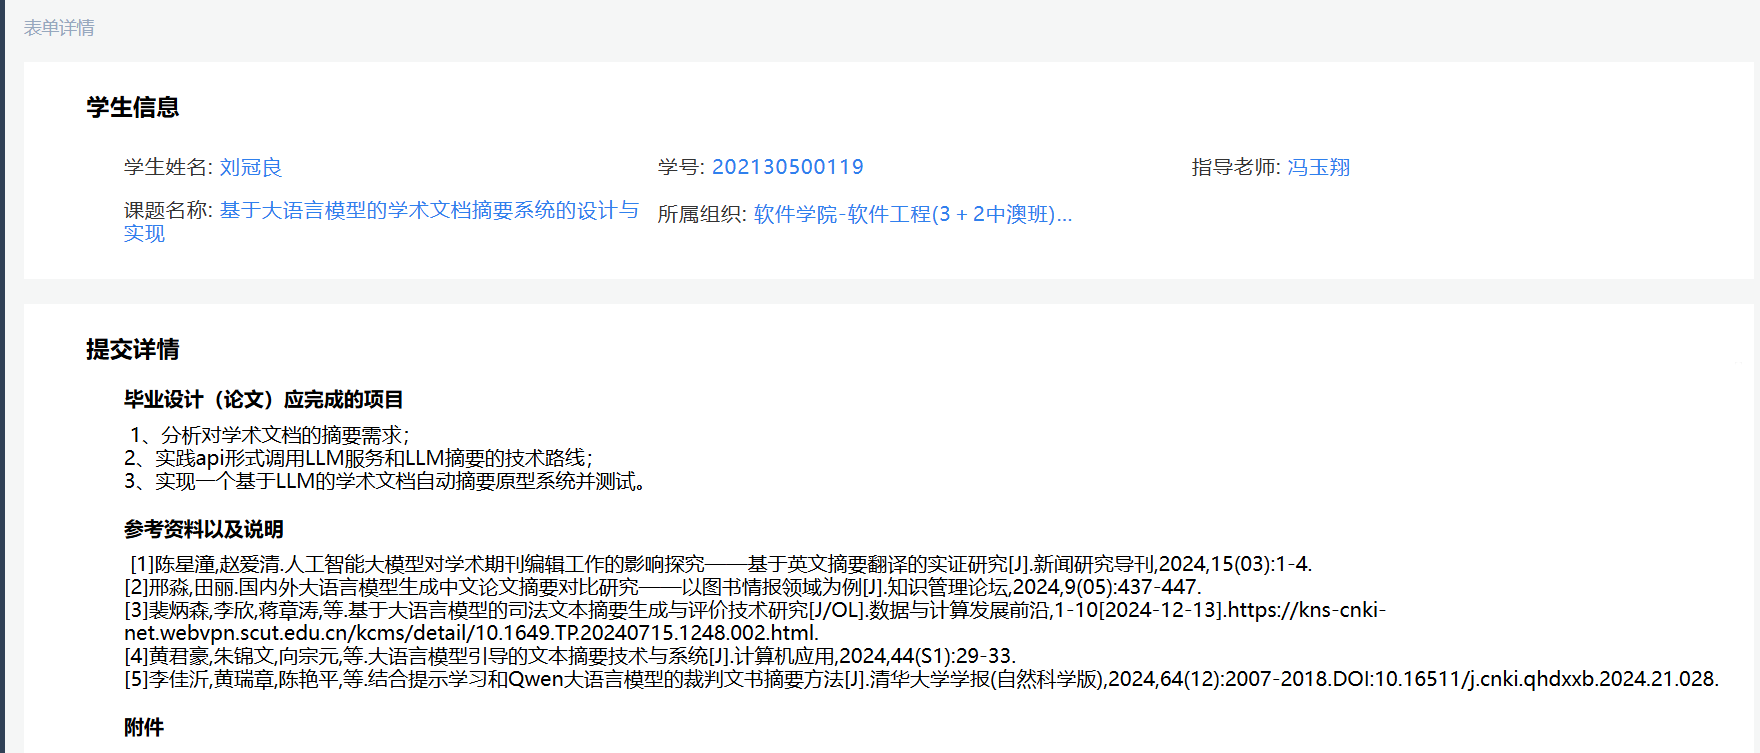 表单详情
学生信息
学生姓名: 刘冠良
学号: 202130500119
指导老师: 冯玉翔
课题名称: 基于大语言模型的学术文档摘要系统的设计与
实现
所属组织: 软件学院-软件工程(3 + 2中澳班)...
提交详情
毕业设计（论文）应完成的项目
1、分析对学术文档的摘要需求；
2、实践api形式调用LLM服务和LLM摘要的技术路线；
3、实现一个基于LLM的学术文档自动摘要原型系统并测试。
参考资料以及说明
[1]陈星潼,赵爱清.人工智能大模型对学术期刊编辑工作的影响探究——基于英文摘要翻译的实证研究[J].新闻研究导刊,2024,15(03):1-4.
[2]邢淼,田丽.国内外大语言模型生成中文论文摘要对比研究——以图书情报领域为例[J].知识管理论坛,2024,9(05):437-447.
[3]裴炳森,李欣,蒋章涛,等.基于大语言模型的司法文本摘要生成与评价技术研究[J/OL].数据与计算发展前沿,1-10[2024-12-13].https://kns-cnki-
net.webvpn.scut.edu.cn/kcms/detail/10.1649.TP.20240715.1248.002.html.
[4]黄君豪,朱锦文,向宗元,等.大语言模型引导的文本摘要技术与系统[J].计算机应用,2024,44(S1):29-33.
[5]李佳沂,黄瑞章,陈艳平,等.结合提示学习和Qwen大语言模型的裁判文书摘要方法[J].清华大学学报(自然科学版),2024,64(12):2007-2018.DOI:10.16511/j.cnki.qhdxxb.2024.21.028.
附件